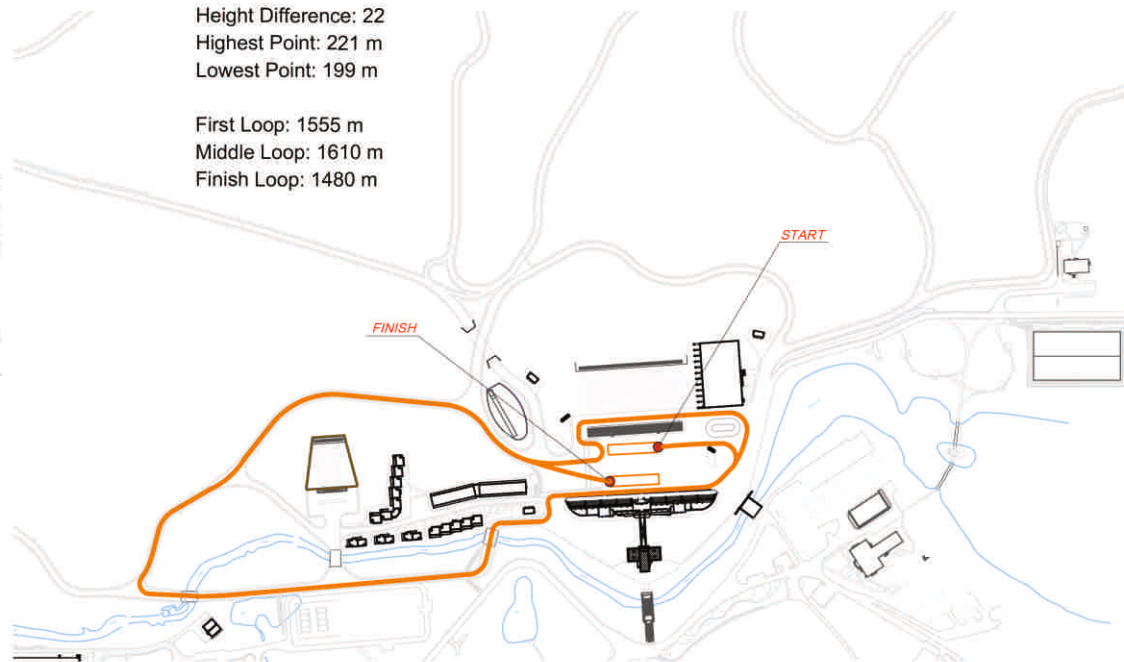 Height Difference: 22
Highest Point: 221 m
Lowest Point: 199 m
First Loop: 1555 m
Middle Loop: 1610 m
Finish Loop: 1480 m
START
FINISH